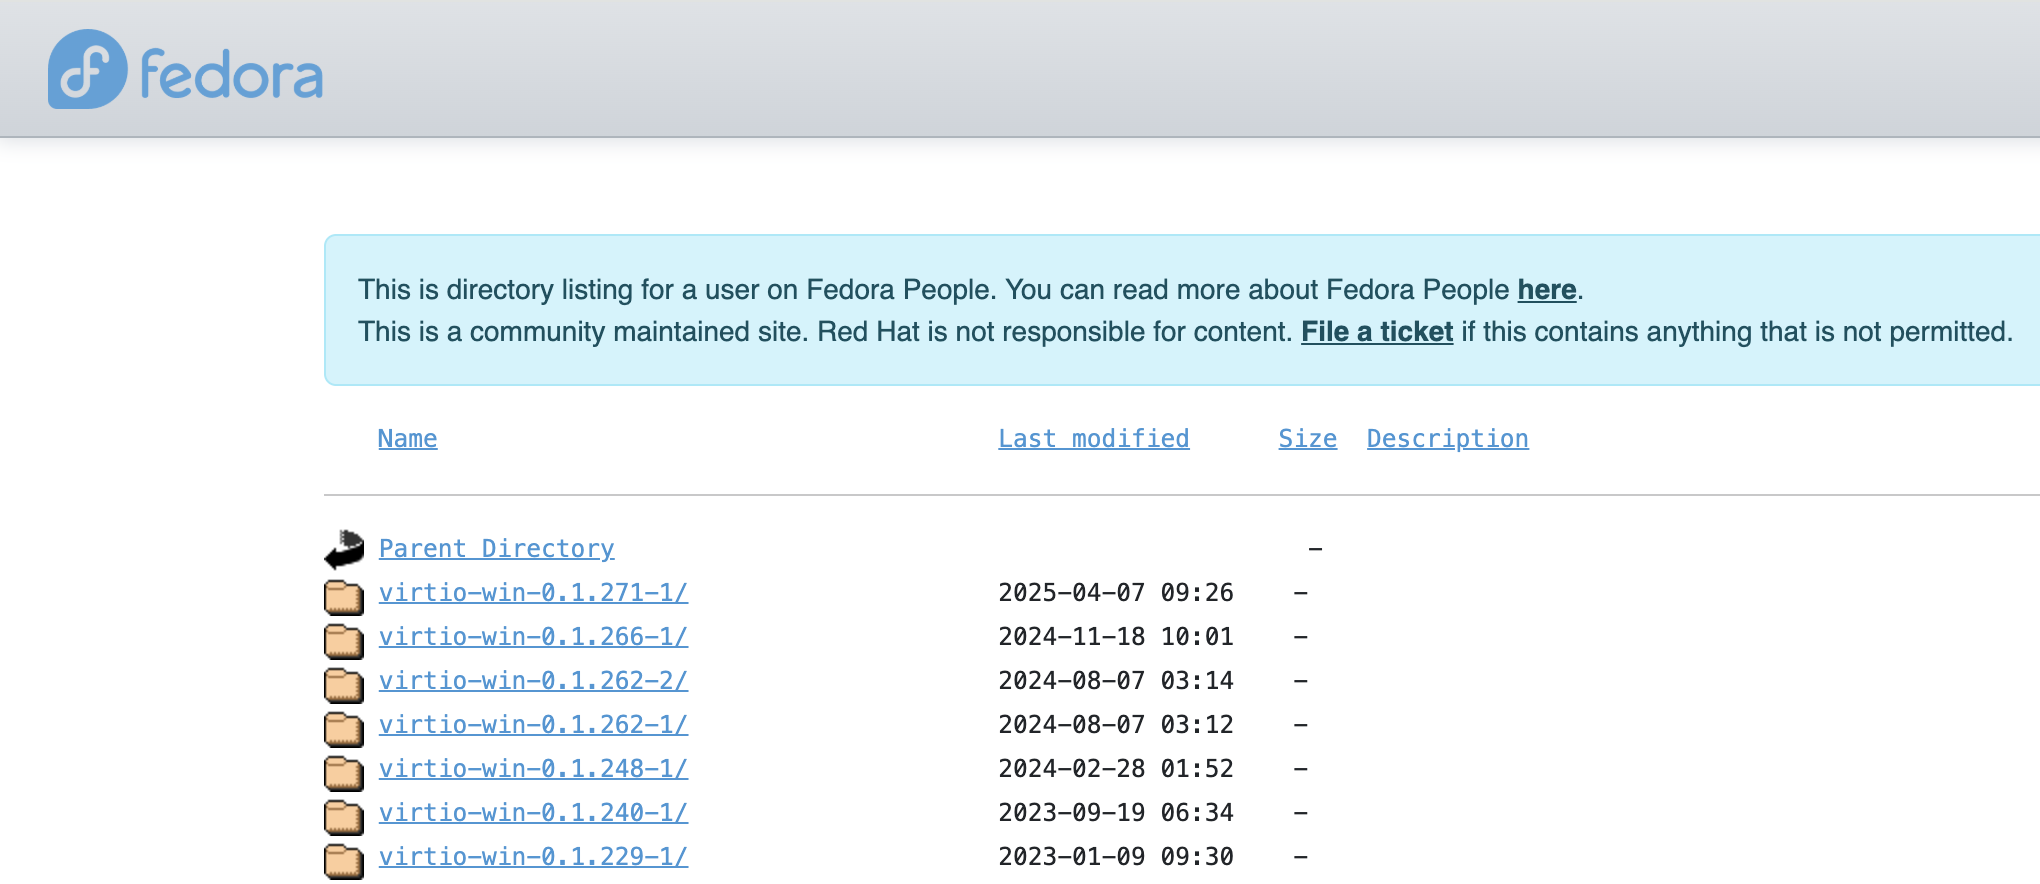 fedora
This is directory listing for a user on Fedora People. You can read more about Fedora People here.
This is a community maintained site. Red Hat is not responsible for content. File a ticket if this contains anything that is not permitted.
Name Last modified Size Description
Parent Directory -
virtio-win-0.1.271-1/ 2025-04-07 09:26 -
virtio-win-0.1.266-1/ 2024-11-18 10:01 -
virtio-win-0.1.262-2/ 2024-08-07 03:14 -
virtio-win-0.1.262-1/ 2024-08-07 03:12 -
virtio-win-0.1.248-1/ 2024-02-28 01:52 -
virtio-win-0.1.240-1/ 2023-09-19 06:34 -
virtio-win-0.1.229-1/ 2023-01-09 09:30 -